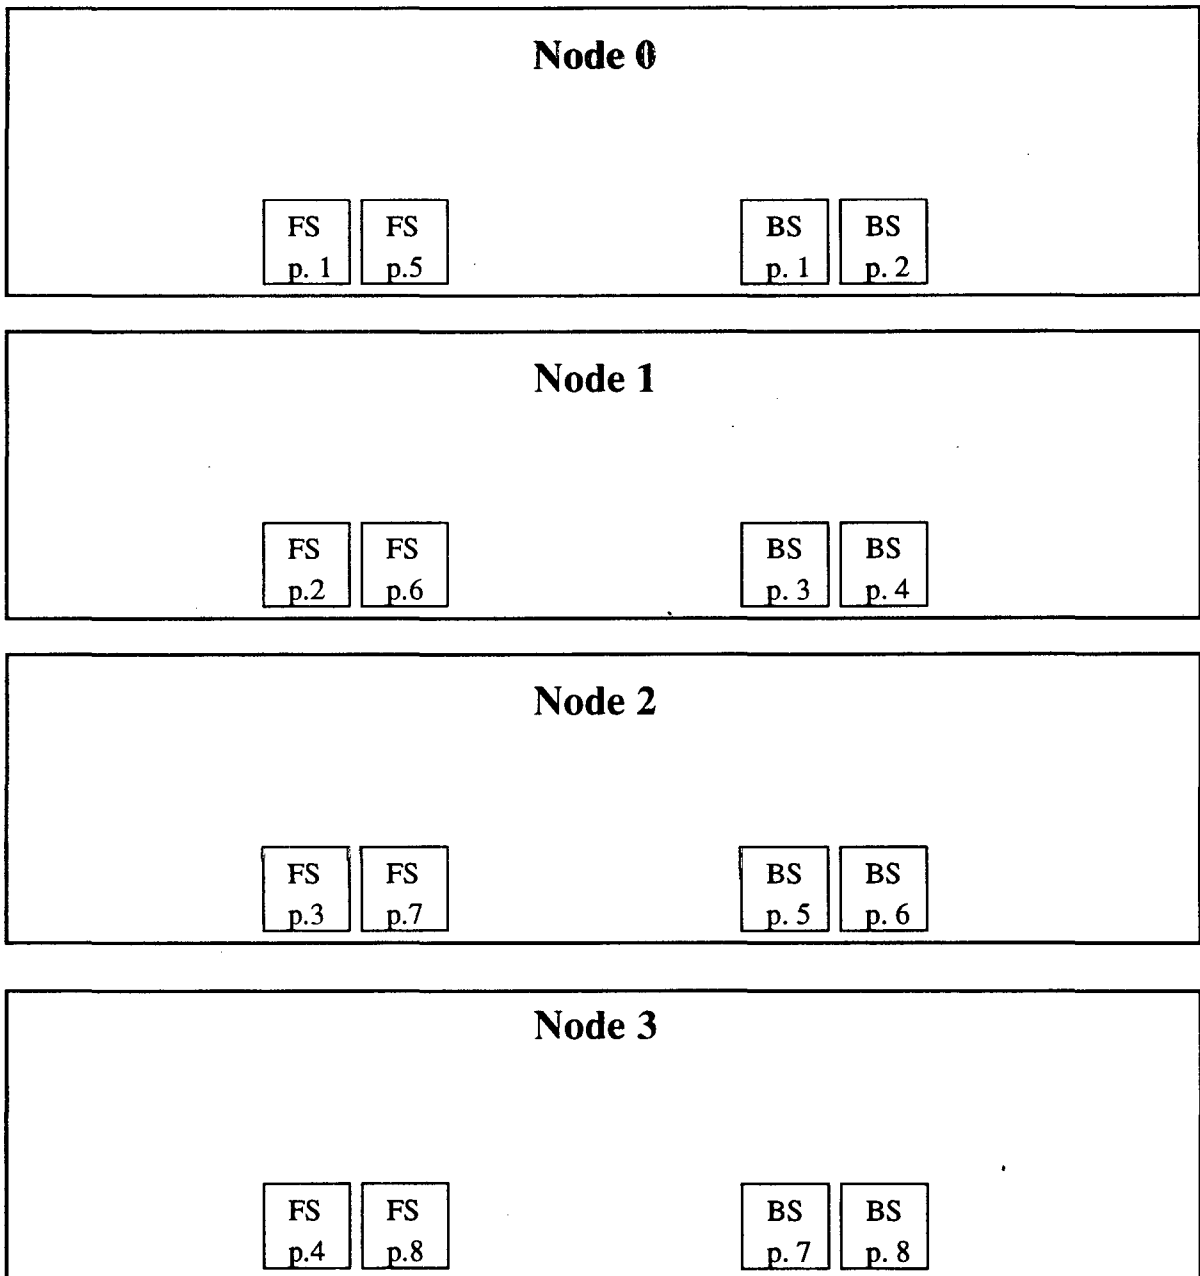 Node 0
FS FS BS BS
p. 1 p.5 p. 1 p. 2
Node 1
FS FS BS BS
p.2 p.6 p. 3 p. 4
Node 2
FS FS BS BS
p.3 p.7 p. 5 p. 6
Node 3
FS FS BS BS
p.4 p.8 p. 7 p. 8